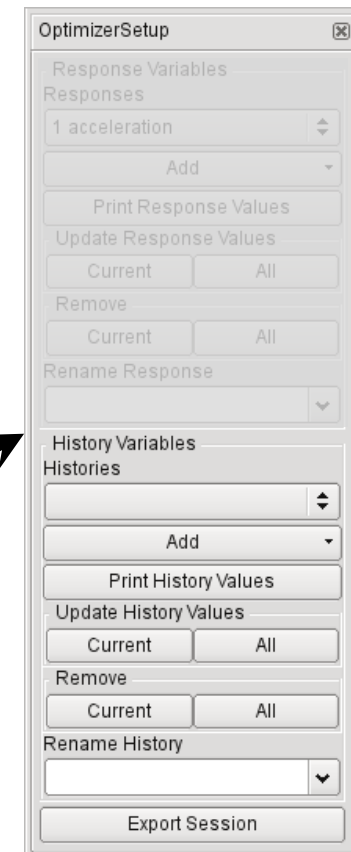 OptimizerSetup
Response Variables
Responses
1 acceleration
Add
Print Response Values
Update Response Values
Current All
Remove
Current All
Rename Response
History Variables
Histories
Add
Print History Values
Update History Values
Current All
Remove
Current All
Rename History
Export Session